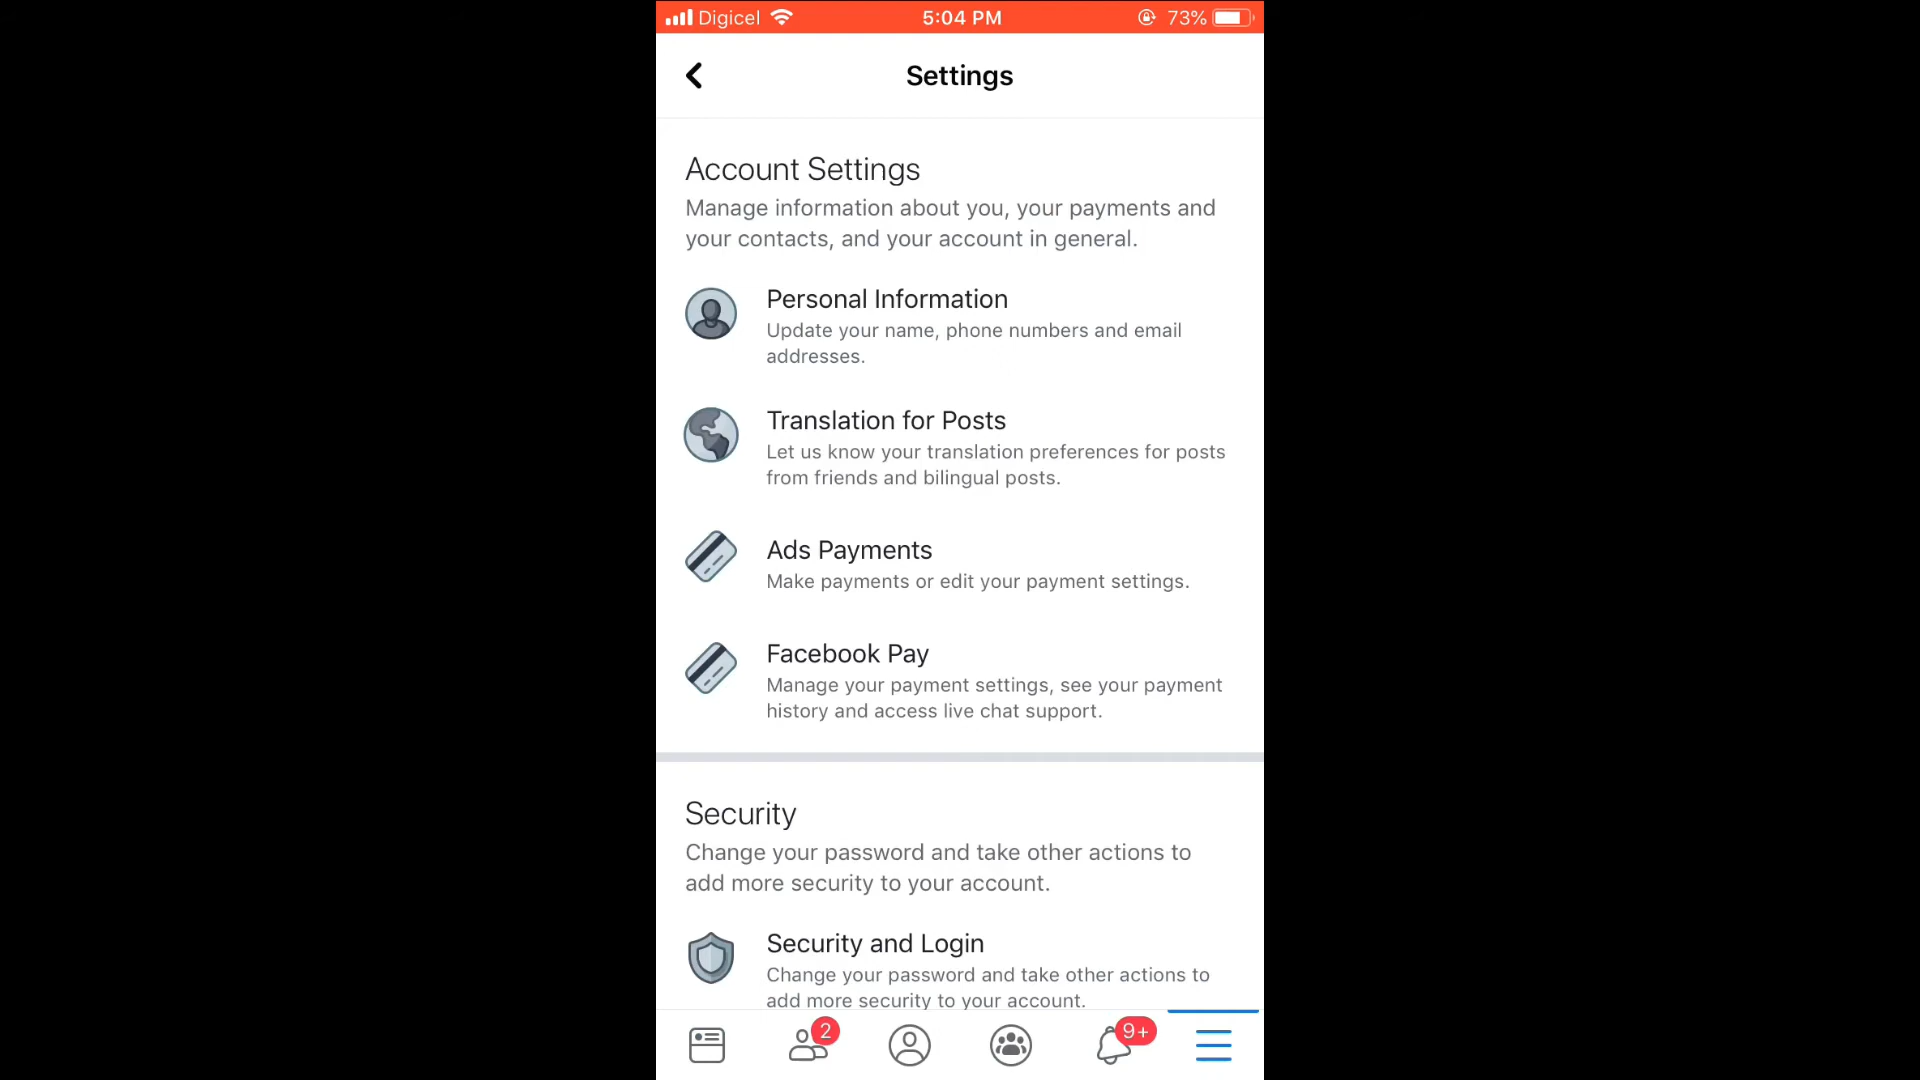 Digicel 5:04 PM 73%
Settings
Account Settings
Manage information about you, your payments and
your contacts, and your account in general.
Personal Information
Update your name, phone numbers and email
addresses.
Translation for Posts
Let us know your translation preferences for posts
from friends and bilingual posts.
Ads Payments
Make payments or edit your payment settings.
Facebook Pay
Manage your payment settings, see your payment
history and access live chat support.
Security
Change your password and take other actions to
add more security to your account.
Security and Login
Change your password and take other actions to
add more security to your account.
2 9+